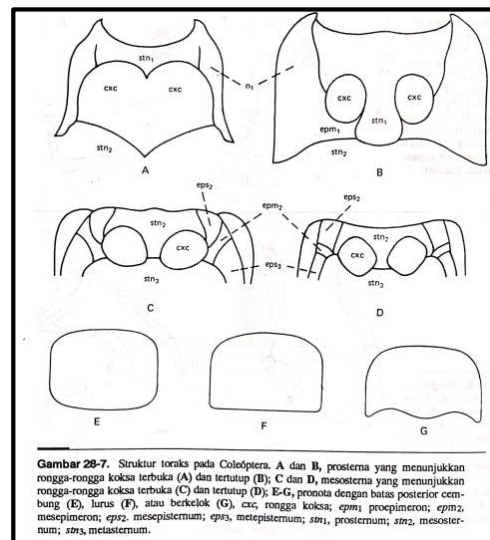 stn₁
cxc cxc
n₁
stn₂
A
cxc cxc
stn₁
epm₁
stn₂
B
eps₂
stn₂
epm₂
cxc
eps₃
stn₃
C
eps₂
stn₂
cxc
stn₃
D
E
F
G
Gambar 28-7. Struktur toraks pada Coleóptera. A dan B, prosterna yang menunjukkan
rongga-rongga koksa terbuka (A) dan tertutup (B); C dan D, mesosterna yang menunjukkan
rongga-rongga koksa terbuka (C) dan tertutup (D); E-G, pronota dengan batas posterior cem-
bung (E), lurus (F), atau berkelok (G), cxc, rongga koksa; epm₁ proepimeron; epm₂,
mesepimeron; eps₂. mesepisternum; eps₃, metepisternum; stn₁, prosternum; stn₂, mesoster-
num; stn₃, metasternum.